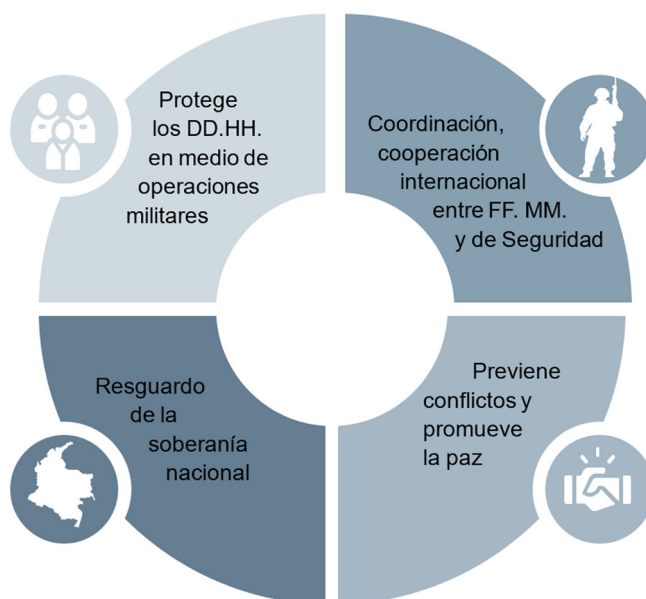 Protege
los DD.HH.
en medio de
operaciones
militares
Coordinación,
cooperación
internacional
entre FF. MM.
y de Seguridad
Resguardo
de la
soberanía
nacional
Previene
conflictos y
promueve
la paz